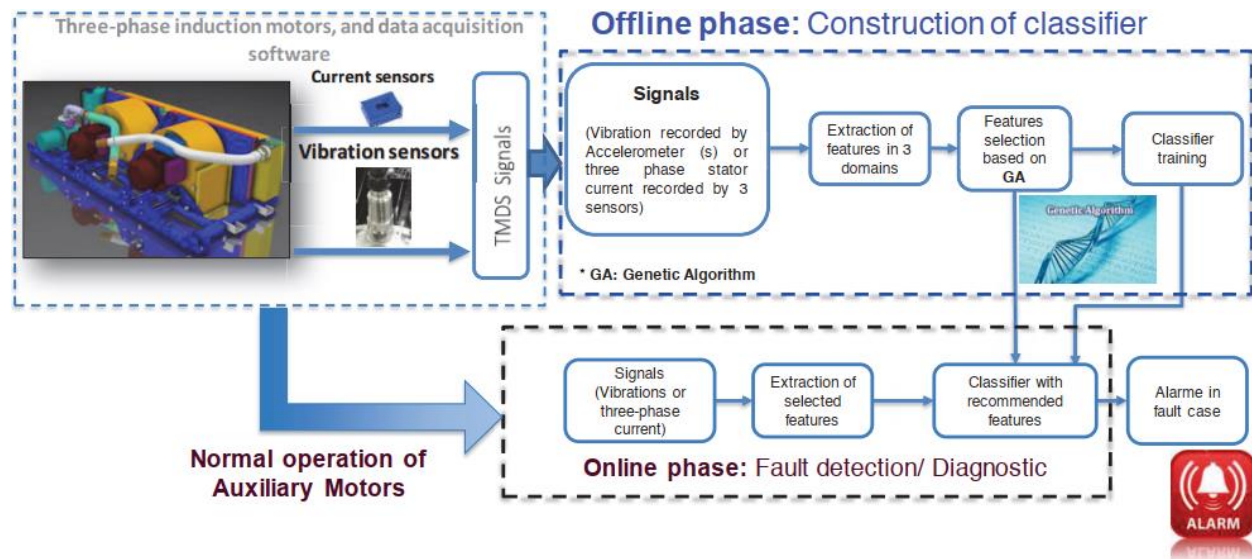 Three-phase induction motors, and data acquisition
software
Current sensors
Vibration sensors
TMDS Signals
Offline phase: Construction of classifier
Signals
(Vibration recorded by
Accelerometer (s) or
three phase stator
current recorded by 3
sensors)
Extraction of
features in 3
domains
Features
selection
based on
GA
Classifier
training
Genetic Algorithm
* GA: Genetic Algorithm
Signals
(Vibrations or
three-phase
current)
Extraction of
selected
features
Classifier with
recommended
features
Alarme in
fault case
Online phase: Fault detection/ Diagnostic
Normal operation of
Auxiliary Motors
ALARM